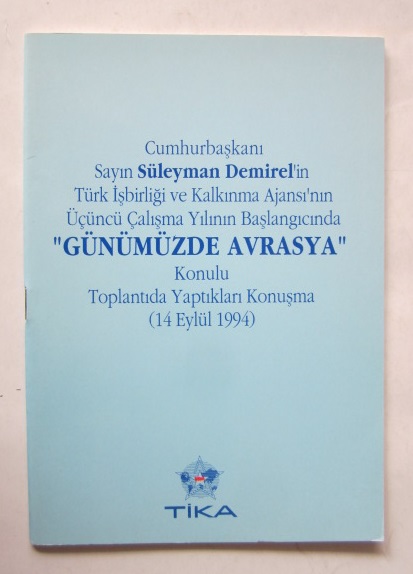 Cumhurbaşkanı
Sayın Süleyman Demirel'in
Türk İşbirliği ve Kalkınma Ajansı'nın
Üçüncü Çalışma Yılının Başlangıcında
"GÜNÜMÜZDE AVRASYA"
Konulu
Toplantıda Yaptıkları Konuşma
(14 Eylül 1994)
TİKA